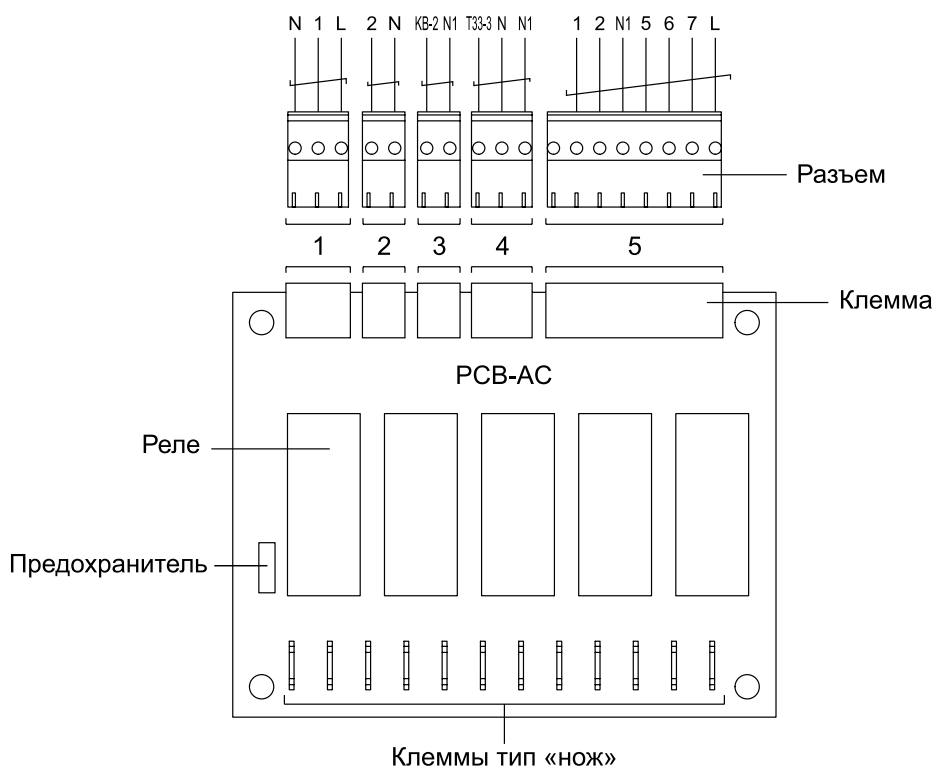 N 1 L 2 N KB-2 N1 T33-3 N N1 1 2 N1 5 6 7 L
Разъем
1 2 3 4 5
Клемма
PCB-AC
Реле
Предохранитель
Клеммы тип «нож»